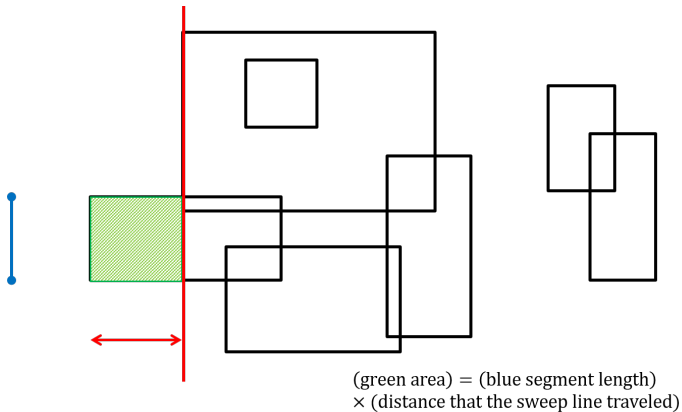 (green area) = (blue segment length)
× (distance that the sweep line traveled)